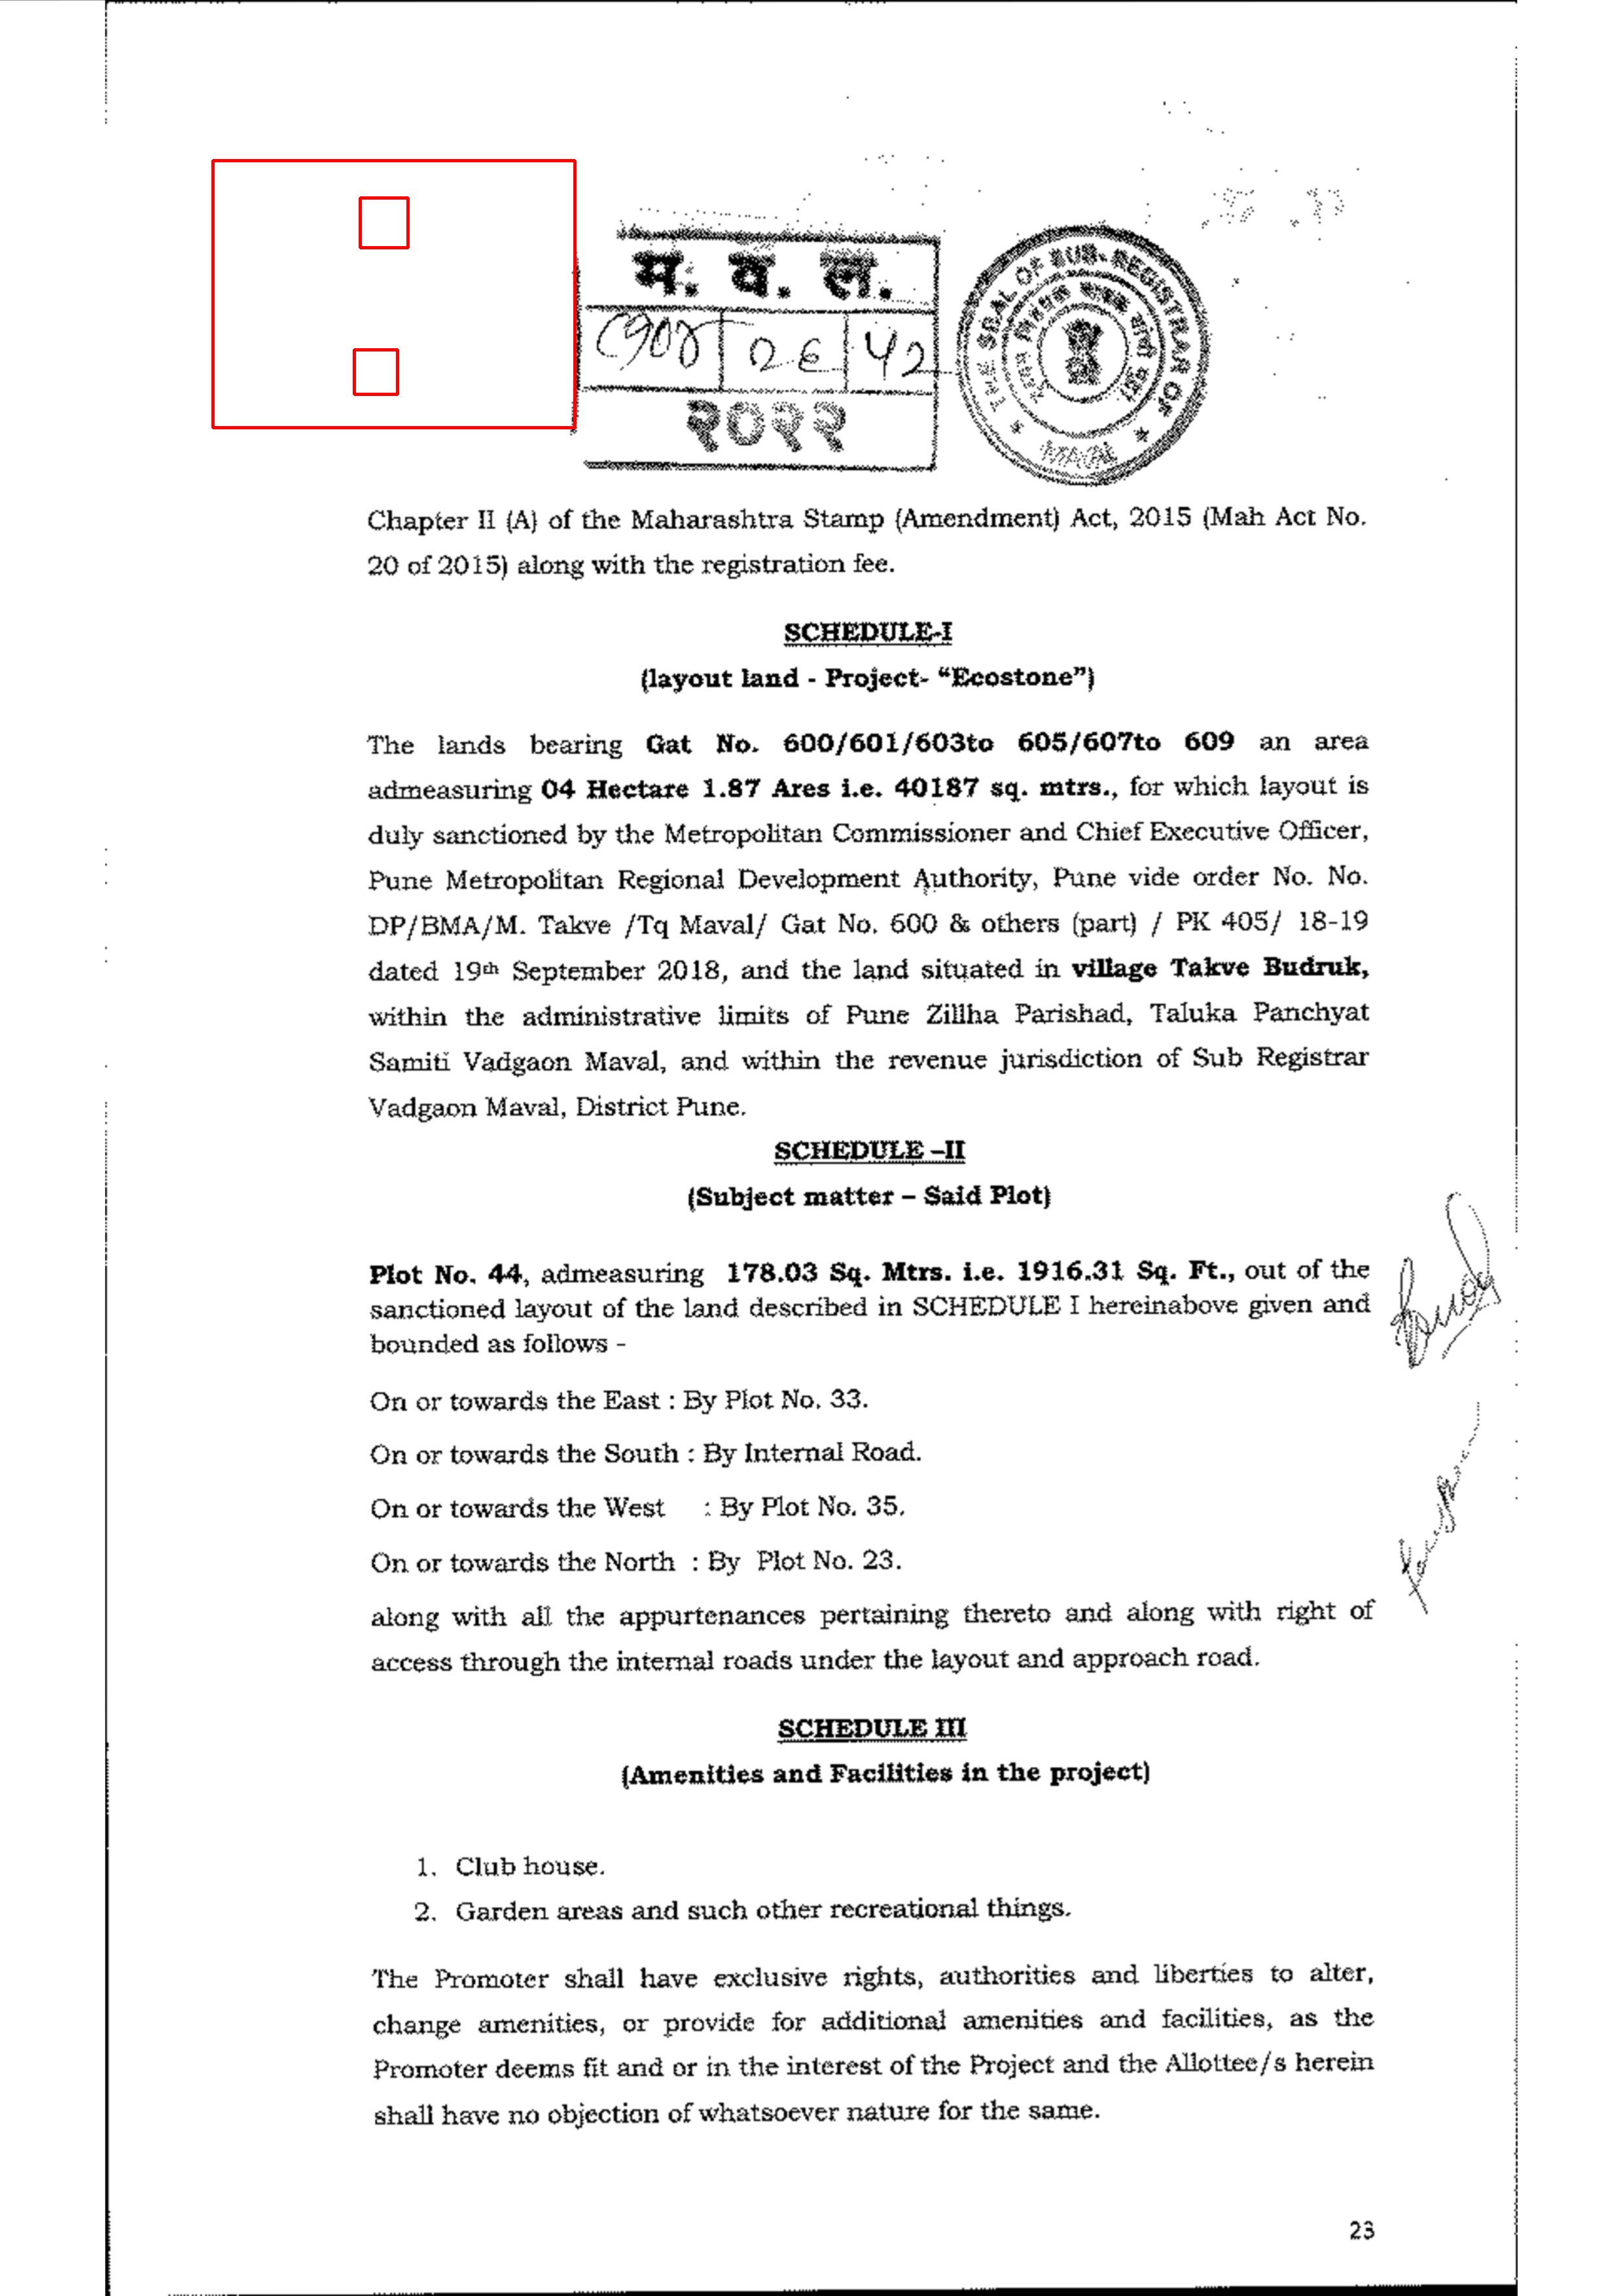 म. व. ल.
२०२२
THE SEAL OF SUB-REGISTRAR OF
MAVAL
Chapter II (A) of the Maharashtra Stamp (Amendment) Act, 2015 (Mah Act No.
20 of 2015) along with the registration fee.
SCHEDULE-I
(layout land - Project- “Ecostone”)
The lands bearing Gat No. 600/601/603to 605/607to 609 an area
admeasuring 04 Hectare 1.87 Ares i.e. 40187 sq. mtrs., for which layout is
duly sanctioned by the Metropolitan Commissioner and Chief Executive Officer,
Pune Metropolitan Regional Development Authority, Pune vide order No. No.
DP/BMA/M. Takve /Tq Maval/ Gat No. 600 & others (part) / PK 405/ 18-19
dated 19th September 2018, and the land situated in village Takve Budruk,
within the administrative limits of Pune Zillha Parishad, Taluka Panchyat
Samiti Vadgaon Maval, and within the revenue jurisdiction of Sub Registrar
Vadgaon Maval, District Pune.
SCHEDULE –II
(Subject matter – Said Plot)
Plot No. 44, admeasuring 178.03 Sq. Mtrs. i.e. 1916.31 Sq. Ft., out of the
sanctioned layout of the land described in SCHEDULE I hereinabove given and
bounded as follows -
On or towards the East : By Plot No. 33.
On or towards the South : By Internal Road.
On or towards the West : By Plot No. 35.
On or towards the North : By Plot No. 23.
along with all the appurtenances pertaining thereto and along with right of
access through the internal roads under the layout and approach road.
SCHEDULE III
(Amenities and Facilities in the project)
1. Club house.
2. Garden areas and such other recreational things.
The Promoter shall have exclusive rights, authorities and liberties to alter,
change amenities, or provide for additional amenities and facilities, as the
Promoter deems fit and or in the interest of the Project and the Allottee/s herein
shall have no objection of whatsoever nature for the same.
23